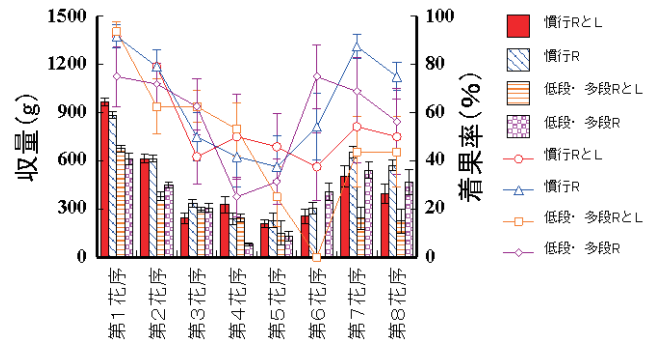 収量(g)
1500
1200
900
600
300
0
着果率(%)
100
80
60
40
20
0
第1花序
第2花序
第3花序
第4花序
第5花序
第6花序
第7花序
第8花序
慣行RとL
慣行R
低段・多段RとL
低段・多段R
慣行RとL
慣行R
低段・多段RとL
低段・多段R